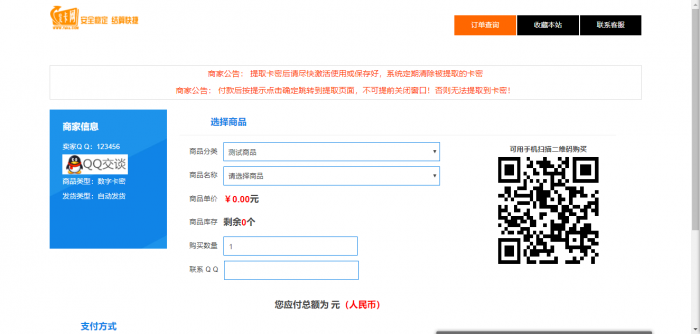 安全稳定 结算快捷
订单查询 收藏本站 联系客服
商家公告： 提取卡密后请尽快激活使用或保存好，系统定期清除被提取的卡密
商家公告： 付款后按提示点击确定跳转到提取页面，不可提前关闭窗口！否则无法提取到卡密！
商家信息
卖家Q Q：123456
QQ交谈
商品类型：数字卡密
发货类型：自动发货
选择商品
商品分类 测试商品
商品名称 请选择商品
商品单价 ￥0.00元
商品库存 剩余0个
购买数量 1
联系 Q Q
可用手机扫描二维码购买
您应付总额为 元（人民币）
支付方式